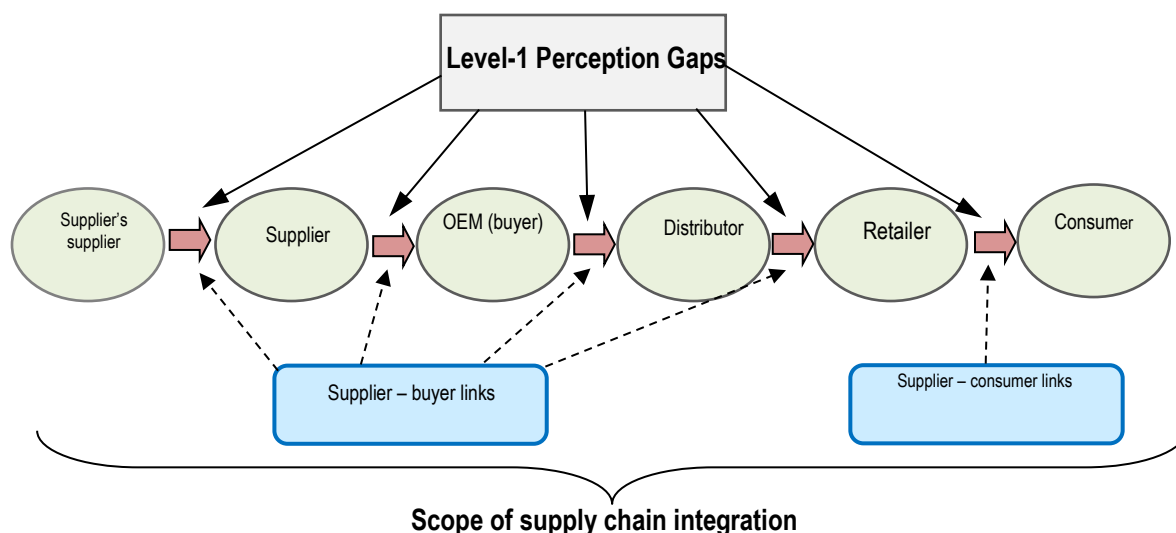 Level-1 Perception Gaps
Supplier’s
supplier
Supplier
OEM (buyer)
Distributor
Retailer
Consumer
Supplier – buyer links
Supplier – consumer links
Scope of supply chain integration